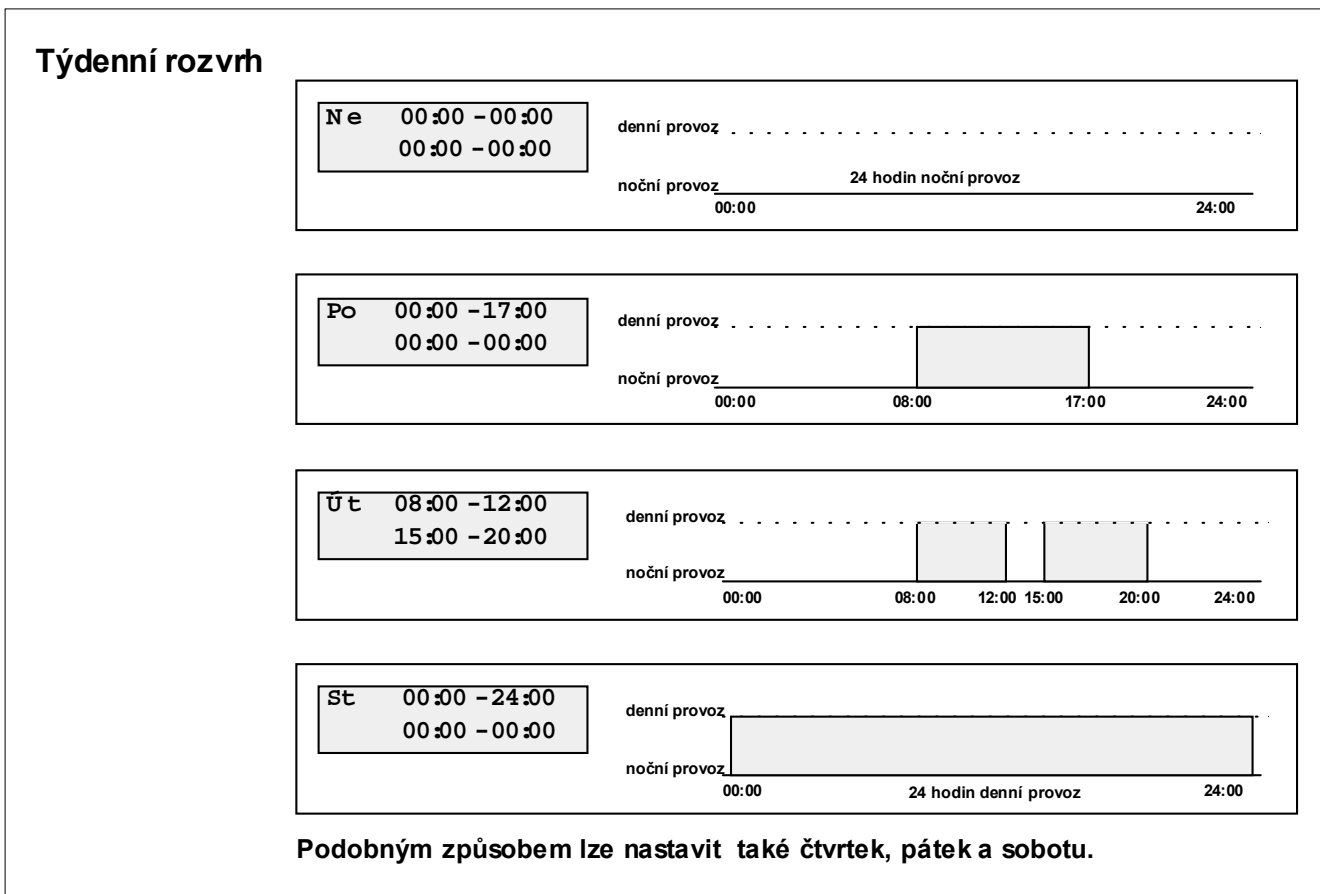 Týdenní rozvrh
Ne 00:00 - 00:00
00:00 - 00:00
denní provoz
24 hodin noční provoz
noční provoz
00:00 24:00
Po 00:00 - 17:00
00:00 - 00:00
denní provoz
noční provoz
00:00 08:00 17:00 24:00
Út 08:00 - 12:00
15:00 - 20:00
denní provoz
noční provoz
00:00 08:00 12:00 15:00 20:00 24:00
St 00:00 - 24:00
00:00 - 00:00
denní provoz
noční provoz
00:00 24 hodin denní provoz 24:00
Podobným způsobem lze nastavit také čtvrtek, pátek a sobotu.